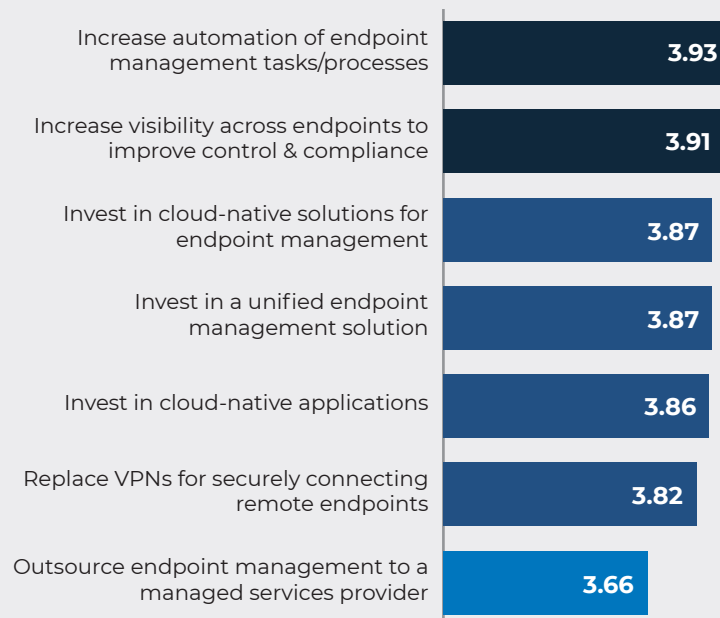 Increase automation of endpoint
management tasks/processes
3.93
Increase visibility across endpoints to
improve control & compliance
3.91
Invest in cloud-native solutions for
endpoint management
3.87
Invest in a unified endpoint
management solution
3.87
Invest in cloud-native applications
3.86
Replace VPNs for securely connecting
remote endpoints
3.82
Outsource endpoint management to a
managed services provider
3.66